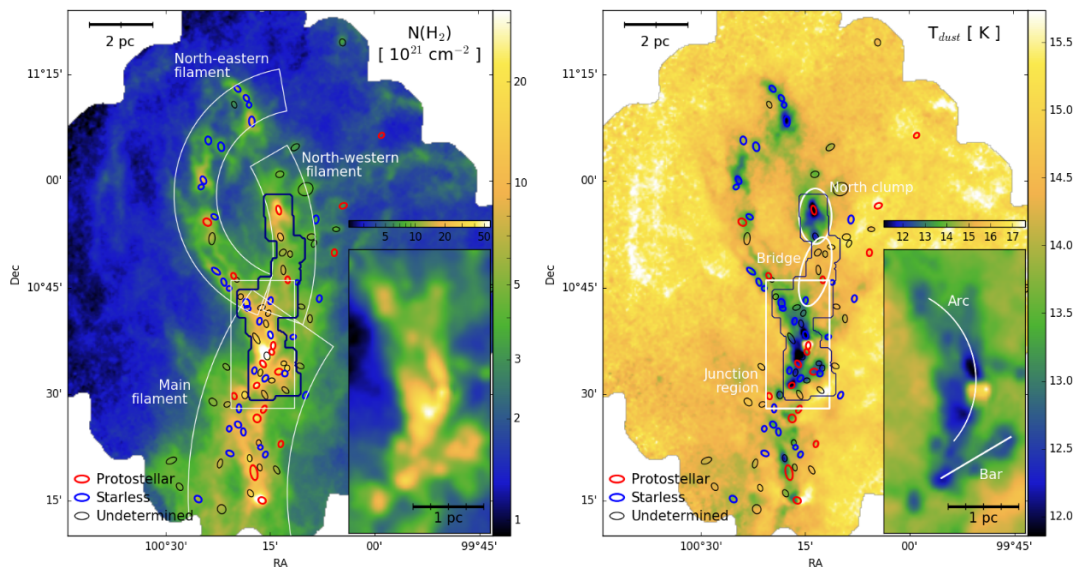 2 pc
N(H₂)
[ 10²¹ cm⁻² ]
North-eastern
filament
North-western
filament
Main
filament
5 10 20 50
1 pc
Protostellar
Starless
Undetermined
11°15'
00'
10°45'
30'
15'
Dec
100°30'
15'
00'
99°45'
RA
20
10
5
3
2
1
2 pc
T_dust [ K ]
North clump
Bridge
Junction
region
12 13 14 15 16 17
Arc
Bar
1 pc
Protostellar
Starless
Undetermined
11°15'
00'
10°45'
30'
15'
Dec
100°30'
15'
00'
99°45'
RA
15.5
15.0
14.5
14.0
13.5
13.0
12.5
12.0